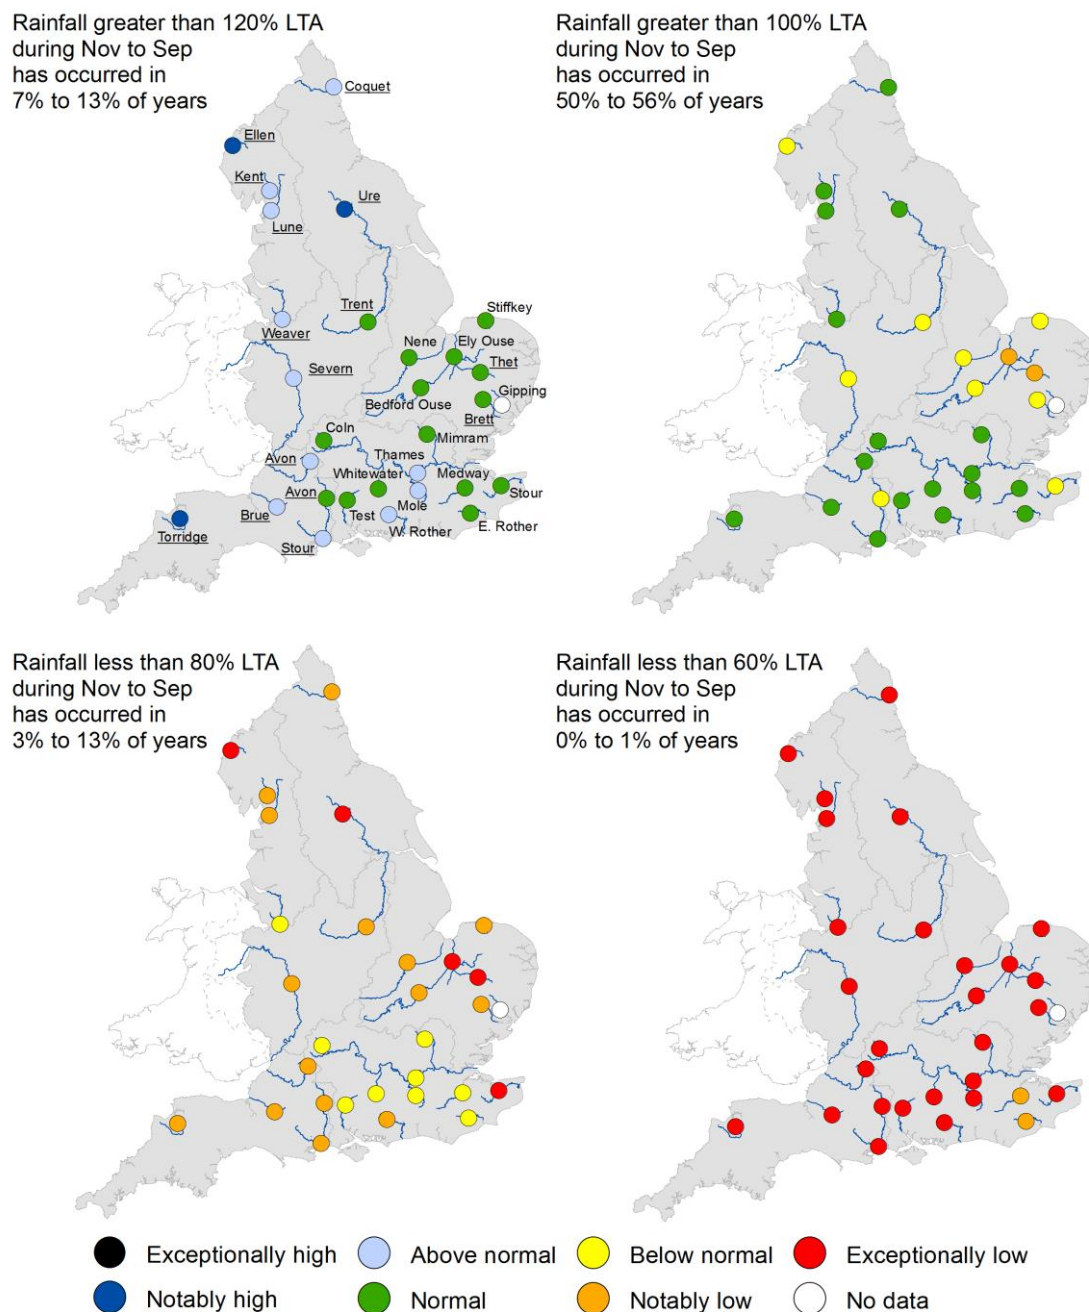 Rainfall greater than 120% LTA
during Nov to Sep
has occurred in
7% to 13% of years
Coquet
Ellen
Kent
Ure
Lune
Trent
Stiffkey
Weaver
Nene
Ely Ouse
Thet
Severn
Gipping
Bedford Ouse
Brett
Coln
Mimram
Avon
Thames
Whitewater
Medway
Avon
Stour
Brue
Test
Mole
E. Rother
Torridge
W. Rother
Stour
Rainfall greater than 100% LTA
during Nov to Sep
has occurred in
50% to 56% of years
Rainfall less than 80% LTA
during Nov to Sep
has occurred in
3% to 13% of years
Rainfall less than 60% LTA
during Nov to Sep
has occurred in
0% to 1% of years
Exceptionally high
Above normal
Below normal
Exceptionally low
Notably high
Normal
Notably low
No data